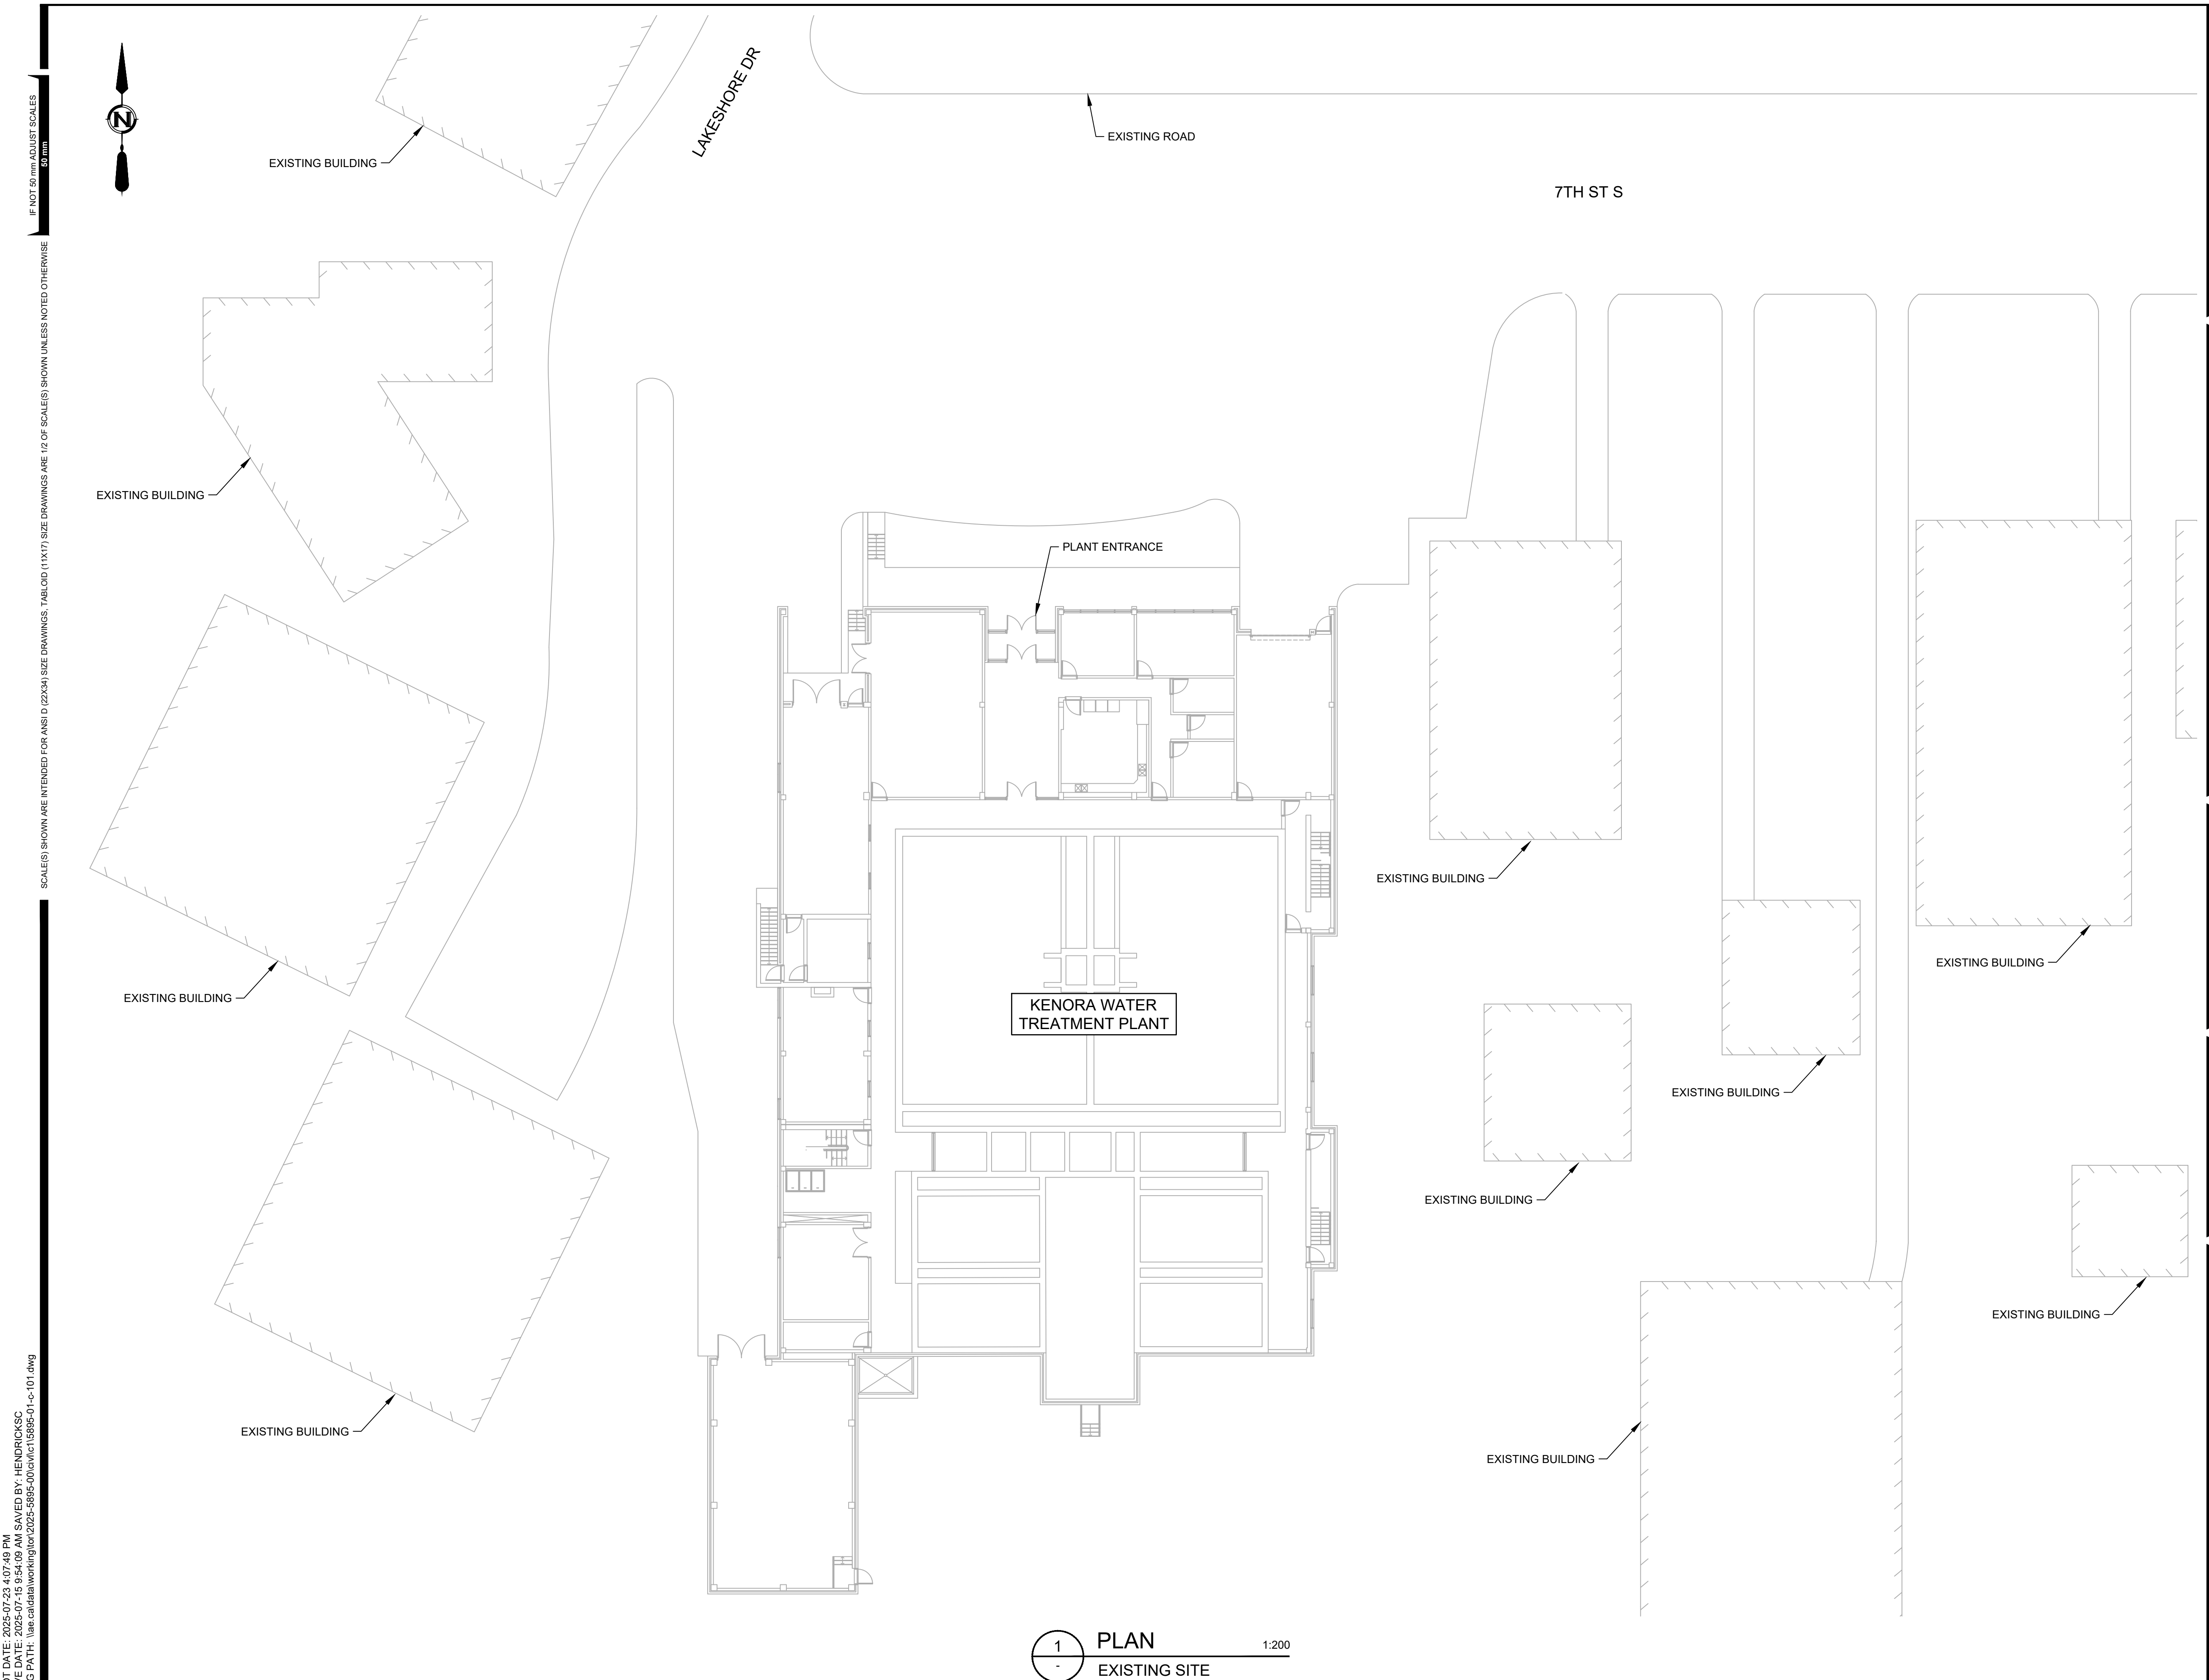 IF NOT 50 mm ADJUST SCALES
50 mm
SCALE(S) SHOWN ARE INTENDED FOR ANSI D (22X34) SIZE DRAWINGS, TABLOID (11X17) SIZE DRAWINGS ARE 1/2 OF SCALE(S) SHOWN UNLESS NOTED OTHERWISE
N
LAKESHORE DR
EXISTING ROAD
EXISTING BUILDING
7TH ST S
EXISTING BUILDING
PLANT ENTRANCE
EXISTING BUILDING
EXISTING BUILDING
EXISTING BUILDING
KENORA WATER
TREATMENT PLANT
EXISTING BUILDING
EXISTING BUILDING
EXISTING BUILDING
EXISTING BUILDING
EXISTING BUILDING
1
-
PLAN
1:200
EXISTING SITE
DATE: 2025-07-23 4:07:49 PM
DATE: 2025-07-15 9:54:09 AM SAVED BY: HENDRICKSC
PATH: \\ae.ca\data\working\tor\2025-5895-00\civil\c1\5895-01-c-101.dwg